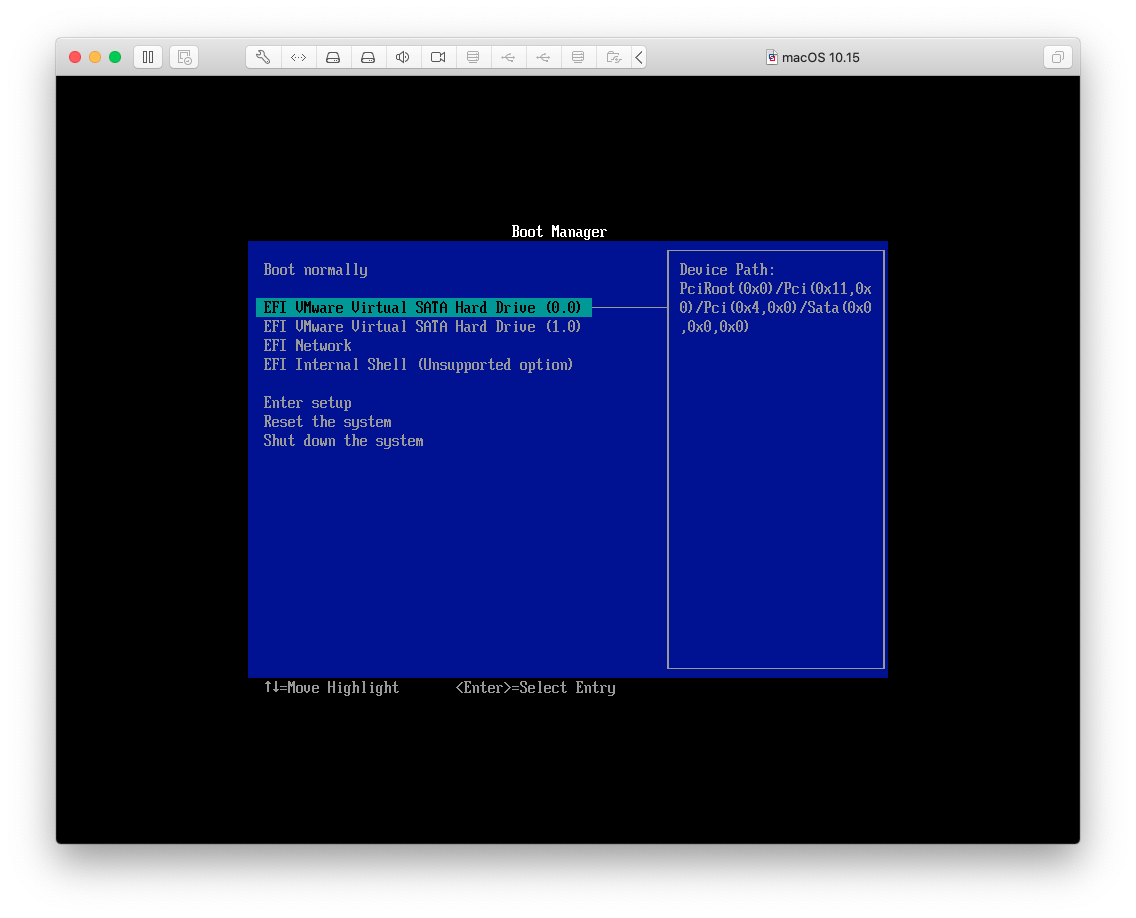 macOS 10.15
Boot Manager
Boot normally
EFI VMware Virtual SATA Hard Drive (0.0)
EFI VMware Virtual SATA Hard Drive (1.0)
EFI Network
EFI Internal Shell (Unsupported option)
Enter setup
Reset the system
Shut down the system
Device Path:
PciRoot(0x0)/Pci(0x11,0x
0)/Pci(0x4,0x0)/Sata(0x0
,0x0,0x0)
↑↓=Move Highlight
<Enter>=Select Entry